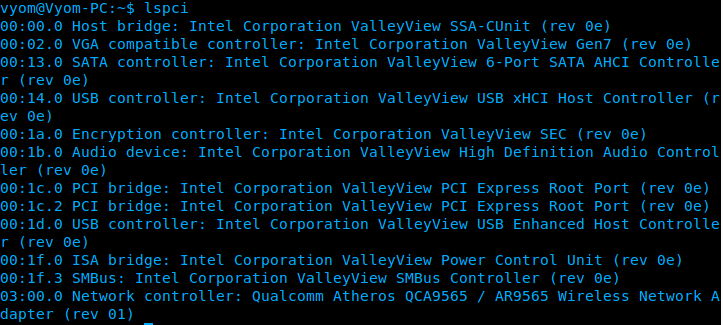 vyom@Vyom-PC:~$ lspci
00:00.0 Host bridge: Intel Corporation ValleyView SSA-CUnit (rev 0e)
00:02.0 VGA compatible controller: Intel Corporation ValleyView Gen7 (rev 0e)
00:13.0 SATA controller: Intel Corporation ValleyView 6-Port SATA AHCI Controlle
r (rev 0e)
00:14.0 USB controller: Intel Corporation ValleyView USB xHCI Host Controller (r
ev 0e)
00:1a.0 Encryption controller: Intel Corporation ValleyView SEC (rev 0e)
00:1b.0 Audio device: Intel Corporation ValleyView High Definition Audio Control
ler (rev 0e)
00:1c.0 PCI bridge: Intel Corporation ValleyView PCI Express Root Port (rev 0e)
00:1c.2 PCI bridge: Intel Corporation ValleyView PCI Express Root Port (rev 0e)
00:1d.0 USB controller: Intel Corporation ValleyView USB Enhanced Host Controlle
r (rev 0e)
00:1f.0 ISA bridge: Intel Corporation ValleyView Power Control Unit (rev 0e)
00:1f.3 SMBus: Intel Corporation ValleyView SMBus Controller (rev 0e)
03:00.0 Network controller: Qualcomm Atheros QCA9565 / AR9565 Wireless Network A
dapter (rev 01)